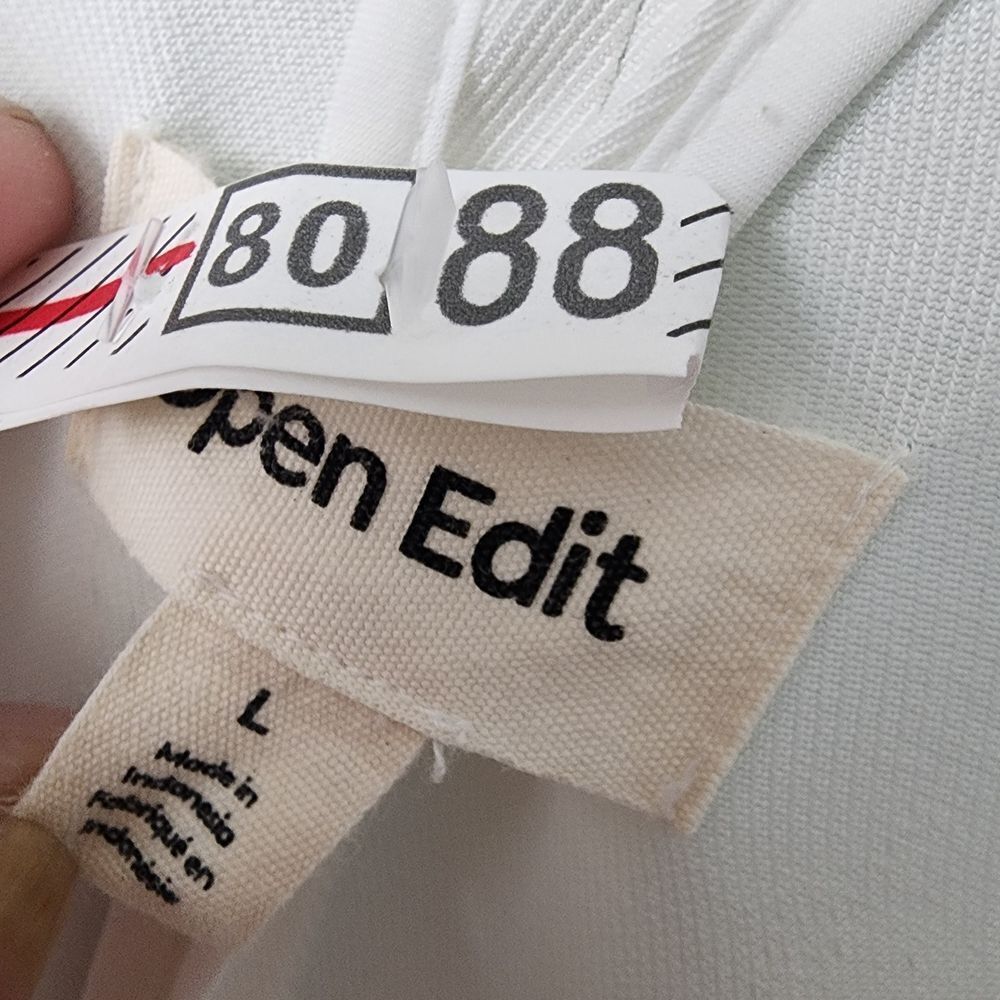 80 88
Open Edit
L
Made in
Indonesia
Fabriqué en
Indonésie